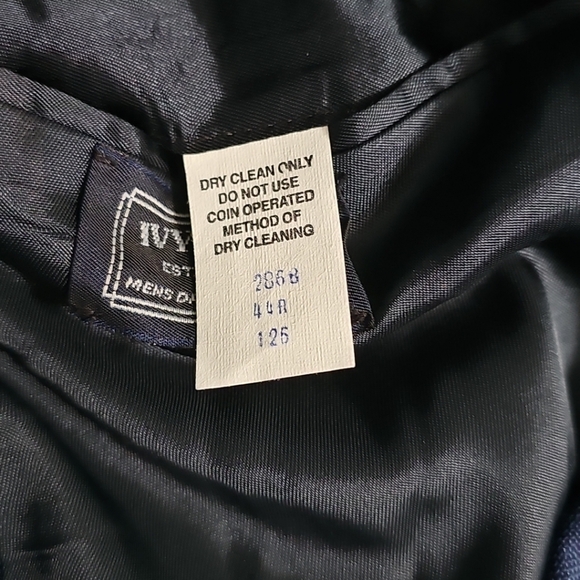 DRY CLEAN ONLY
DO NOT USE
COIN OPERATED
METHOD OF
DRY CLEANING
286B
44R
126
IVY
EST
MENS D